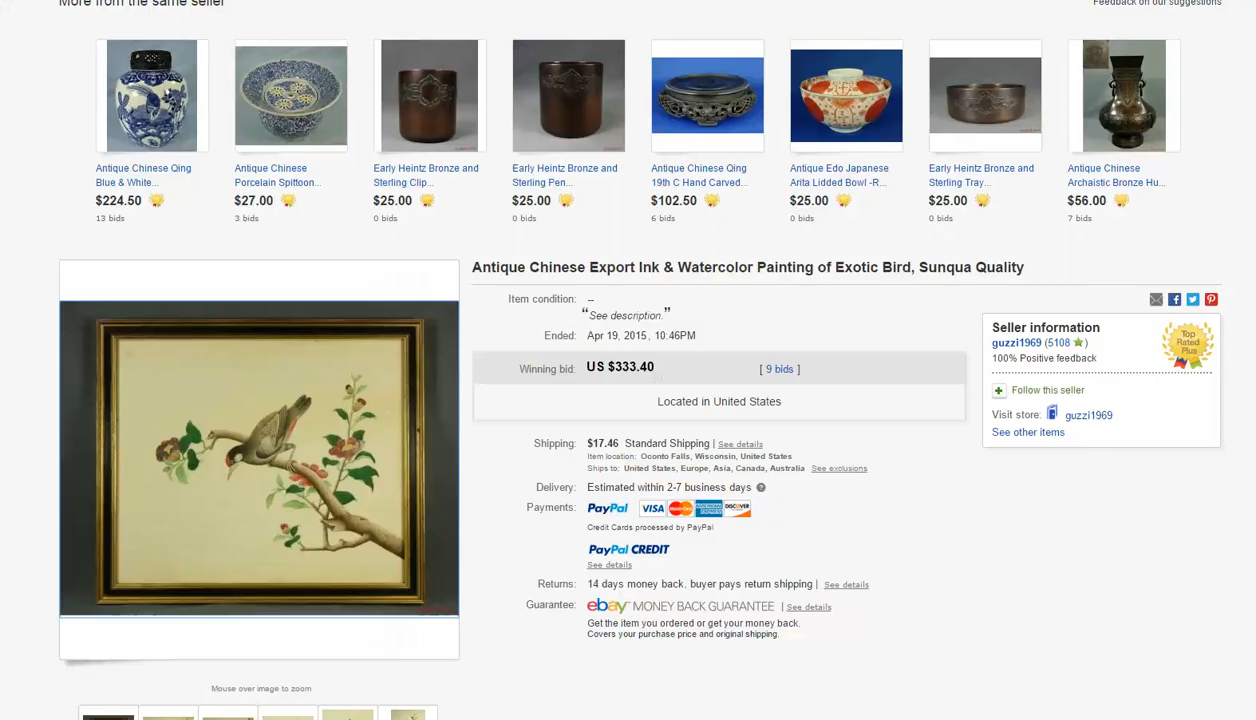 More from the same seller
Feedback on our suggestions
Antique Chinese Qing
Blue & White...
$224.50
13 bids
Antique Chinese
Porcelain Spittoon...
$27.00
3 bids
Early Heintz Bronze and
Sterling Clip...
$25.00
0 bids
Early Heintz Bronze and
Sterling Pen...
$25.00
0 bids
Antique Chinese Qing
19th C Hand Carved...
$102.50
6 bids
Antique Edo Japanese
Arita Lidded Bowl -R...
$25.00
0 bids
Early Heintz Bronze and
Sterling Tray...
$25.00
0 bids
Antique Chinese
Archaistic Bronze Hu...
$56.00
7 bids
Antique Chinese Export Ink & Watercolor Painting of Exotic Bird, Sunqua Quality
Item condition: --
“See description.”
Ended: Apr 19, 2015 , 10:46PM
Winning bid: US $333.40 [ 9 bids ]
Located in United States
Shipping: $17.46 Standard Shipping | See details
Item location: Oconto Falls, Wisconsin, United States
Ships to: United States, Europe, Asia, Canada, Australia See exclusions
Delivery: Estimated within 2-7 business days ?
Payments: PayPal VISA MasterCard AMERICAN EXPRESS DISCOVER
Credit Cards processed by PayPal
PayPal CREDIT
See details
Returns: 14 days money back, buyer pays return shipping | See details
Guarantee: ebay MONEY BACK GUARANTEE | See details
Get the item you ordered or get your money back.
Covers your purchase price and original shipping.
Seller information
guzzi1969 (5108 )
100% Positive feedback
Top
Rated
Plus
Follow this seller
Visit store: guzzi1969
See other items
Mouse over image to zoom